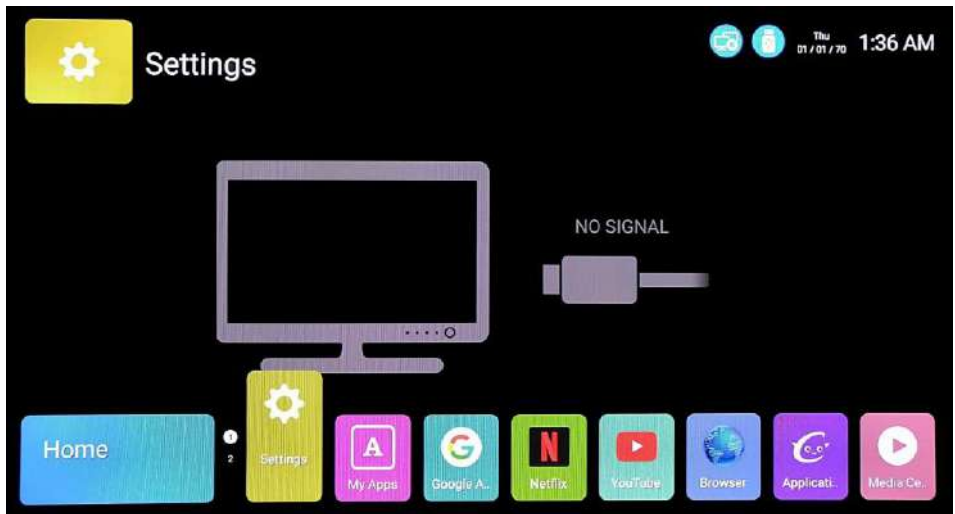 Settings
Thu
01 / 01 / 70
1:36 AM
NO SIGNAL
Home
1
2
Settings
A
My Apps
G
Google A..
N
Netflix
YouTube
Browser
Applicati..
Media Ce..